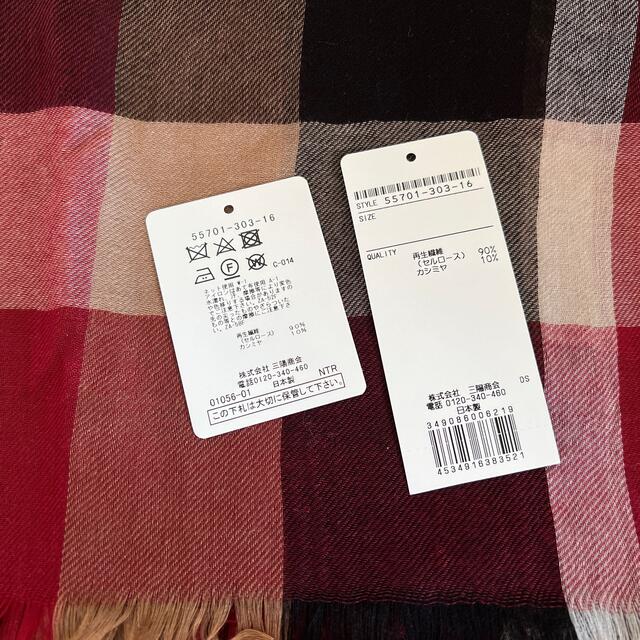 55701-303-16
C-014
再生繊維 90%
(セルロース)
カシミヤ 10%
株式会社 三陽商会
電話0120-340-460
01056-01 日本製 NTR
この下札は大切に保管して下さい。
STYLE 55701-303-16
SIZE
QUALITY 再生繊維 90%
(セルロース)
カシミヤ 10%
株式会社 三陽商会 DS
電話 0120-340-460
日本製
349086006219
4534916383521